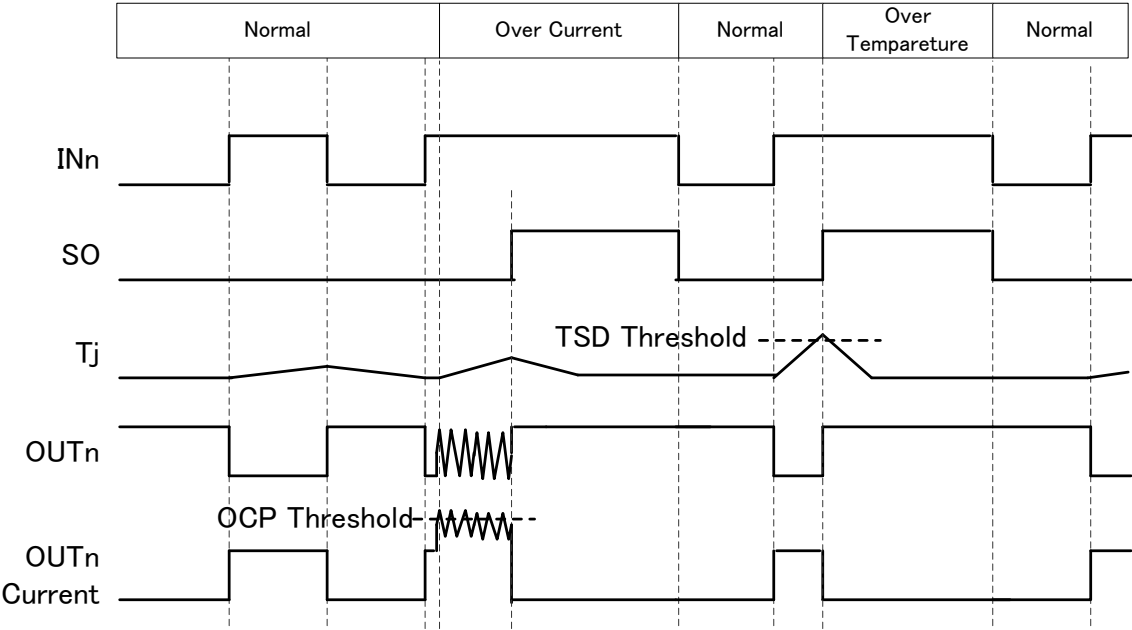 Normal
Over Current
Normal
Over
Tempareture
Normal
INn
SO
TSD Threshold
Tj
OUTn
OCP Threshold
OUTn
Current